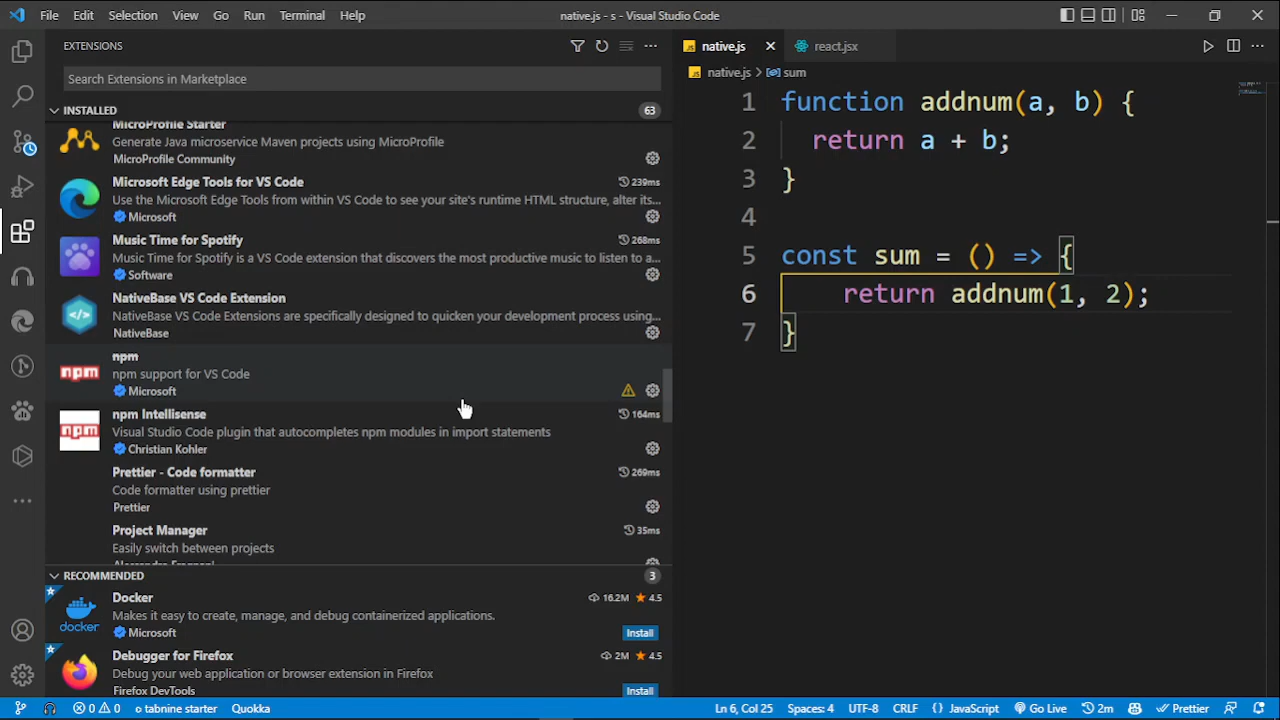 File Edit Selection View Go Run Terminal Help native.js - s - Visual Studio Code
EXTENSIONS
Search Extensions in Marketplace
INSTALLED 63
MicroProfile Starter
Generate Java microservice Maven projects using MicroProfile
MicroProfile Community
Microsoft Edge Tools for VS Code 239ms
Use the Microsoft Edge Tools from within VS Code to see your site's runtime HTML structure, alter its...
Microsoft
Music Time for Spotify 268ms
Music Time for Spotify is a VS Code extension that discovers the most productive music to listen to a...
Software
NativeBase VS Code Extension
NativeBase VS Code Extensions are specifically designed to quicken your development process using...
NativeBase
npm
npm
npm support for VS Code
Microsoft
npm
npm Intellisense 164ms
Visual Studio Code plugin that autocompletes npm modules in import statements
Christian Kohler
Prettier - Code formatter 269ms
Code formatter using prettier
Prettier
Project Manager 35ms
Easily switch between projects
RECOMMENDED 3
Docker 16.2M 4.5
Makes it easy to create, manage, and debug containerized applications.
docker
Microsoft Install
Debugger for Firefox 2M 4.5
Debug your web application or browser extension in Firefox
Firefox DevTools Install
JS native.js react.jsx
JS native.js > sum
1 function addnum(a, b) {
2 return a + b;
3 }
4
5 const sum = () => {
6 return addnum(1, 2);
7 }
0 0 tabnine starter Quokka Ln 6, Col 25 Spaces: 4 UTF-8 CRLF {} JavaScript Go Live 2m Prettier